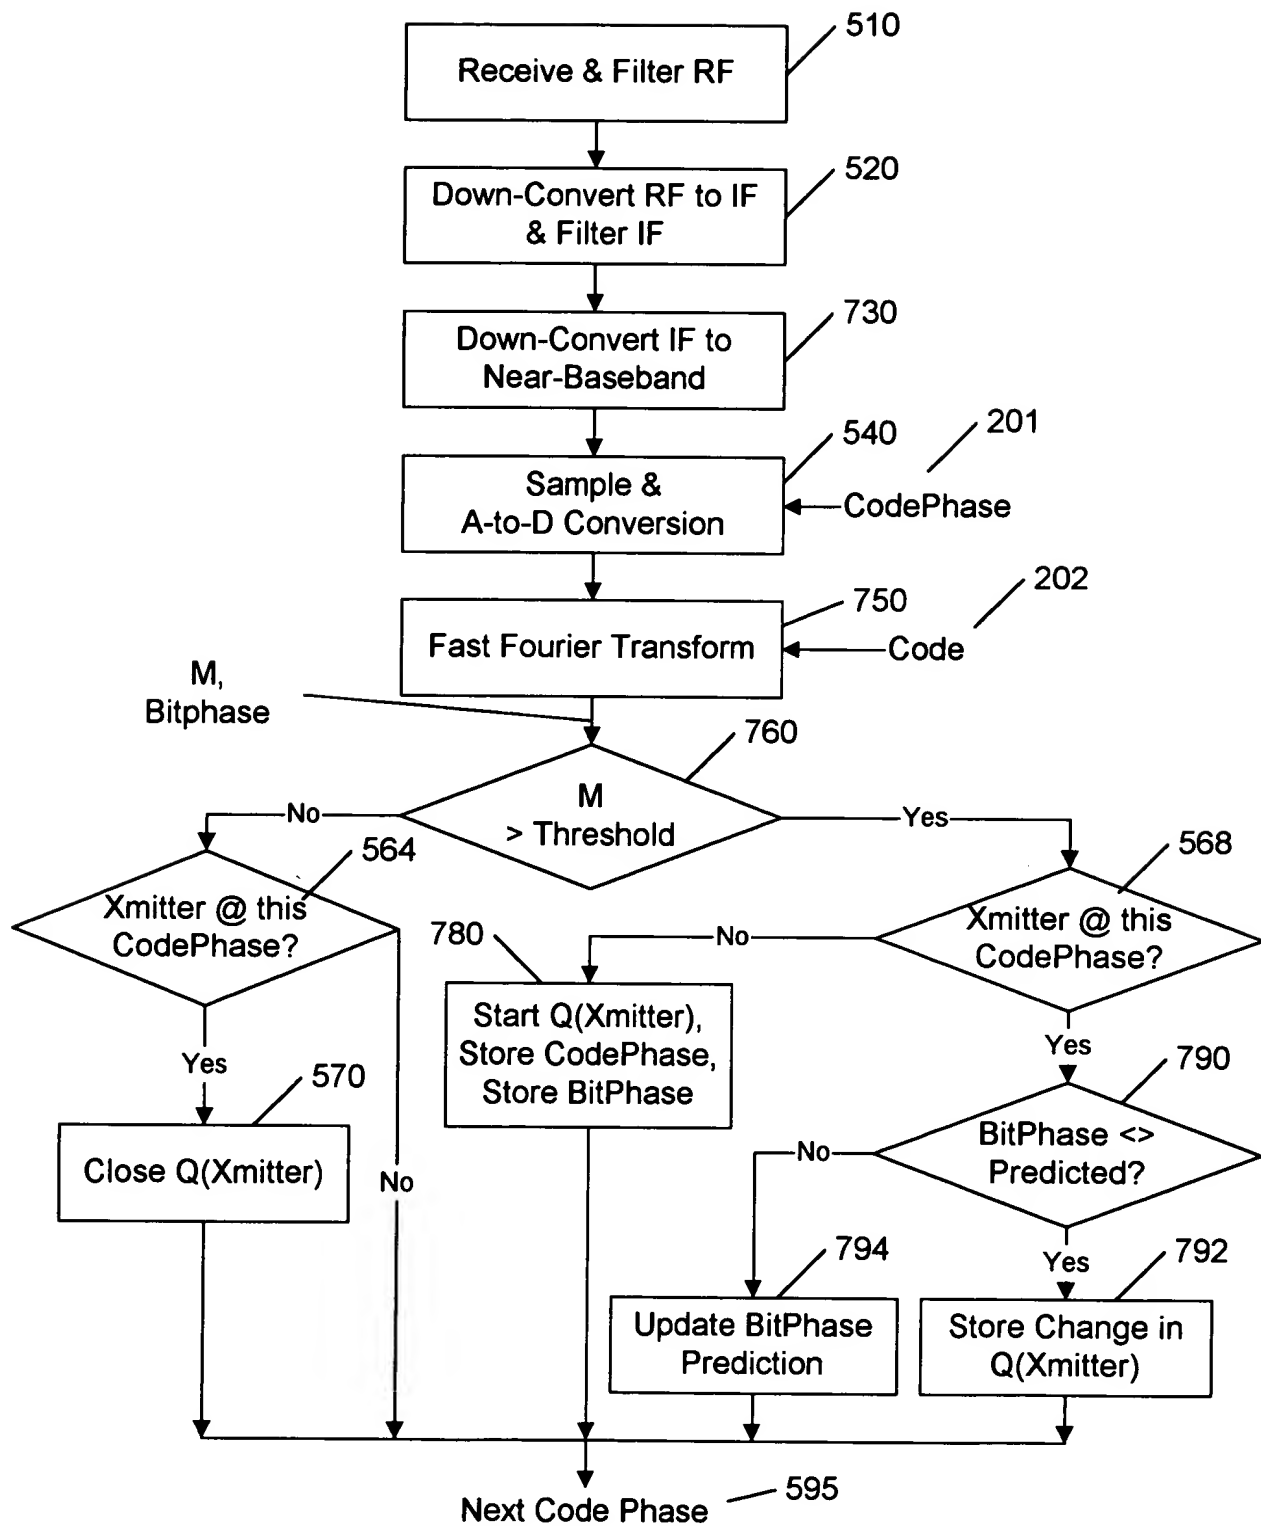 510
Receive & Filter RF
520
Down-Convert RF to IF
& Filter IF
730
Down-Convert IF to
Near-Baseband
540
201
Sample &
A-to-D Conversion
CodePhase
750
202
Fast Fourier Transform
Code
M,
Bitphase
760
M
> Threshold
No
Yes
564
568
Xmitter @ this
CodePhase?
Xmitter @ this
CodePhase?
780
No
Start Q(Xmitter),
Store CodePhase,
Store BitPhase
Yes
Yes
570
790
Close Q(Xmitter)
No
BitPhase <>
Predicted?
No
Yes
794
792
Update BitPhase
Prediction
Store Change in
Q(Xmitter)
Next Code Phase
595